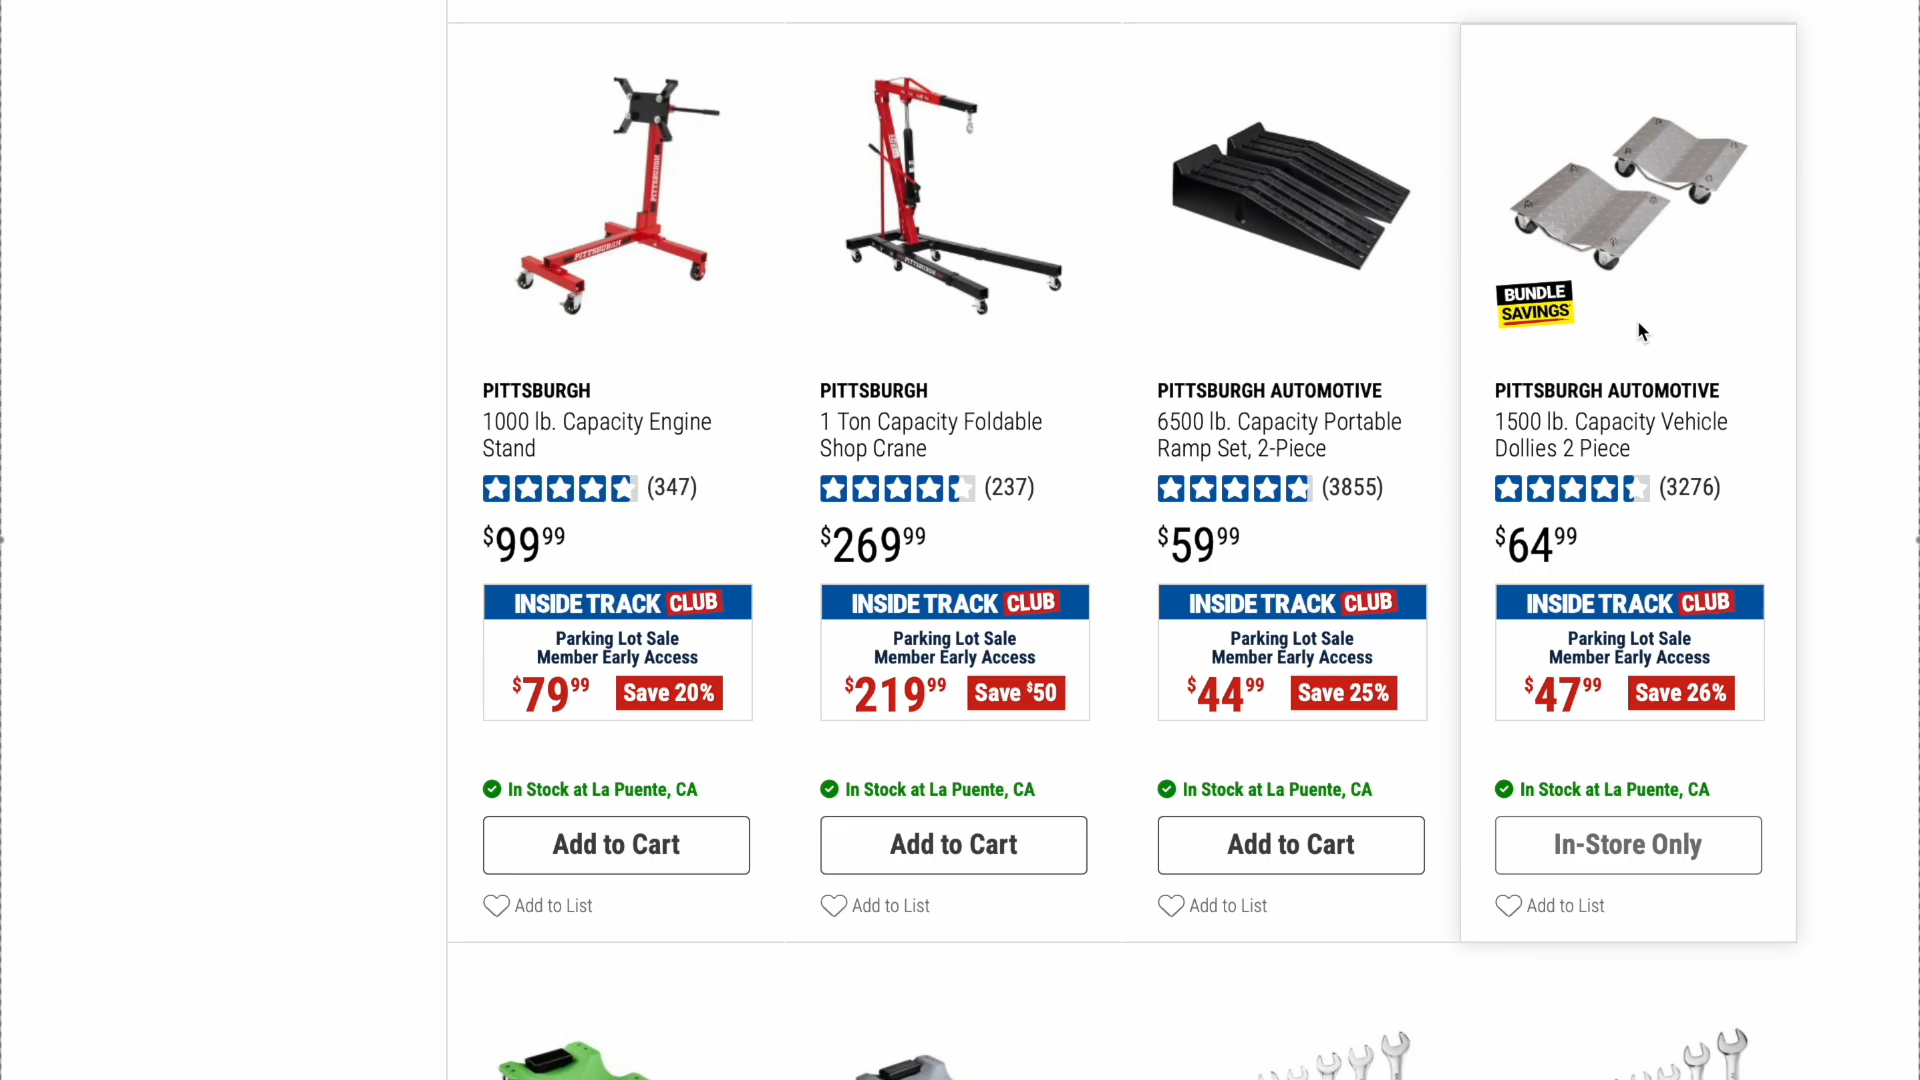 BUNDLE
SAVINGS
PITTSBURGH
1000 lb. Capacity Engine
Stand
(347)
$99.99
INSIDE TRACK CLUB
Parking Lot Sale
Member Early Access
$79.99 Save 20%
In Stock at La Puente, CA
Add to Cart
Add to List
PITTSBURGH
1 Ton Capacity Foldable
Shop Crane
(237)
$269.99
INSIDE TRACK CLUB
Parking Lot Sale
Member Early Access
$219.99 Save $50
In Stock at La Puente, CA
Add to Cart
Add to List
PITTSBURGH AUTOMOTIVE
6500 lb. Capacity Portable
Ramp Set, 2-Piece
(3855)
$59.99
INSIDE TRACK CLUB
Parking Lot Sale
Member Early Access
$44.99 Save 25%
In Stock at La Puente, CA
Add to Cart
Add to List
PITTSBURGH AUTOMOTIVE
1500 lb. Capacity Vehicle
Dollies 2 Piece
(3276)
$64.99
INSIDE TRACK CLUB
Parking Lot Sale
Member Early Access
$47.99 Save 26%
In Stock at La Puente, CA
In-Store Only
Add to List